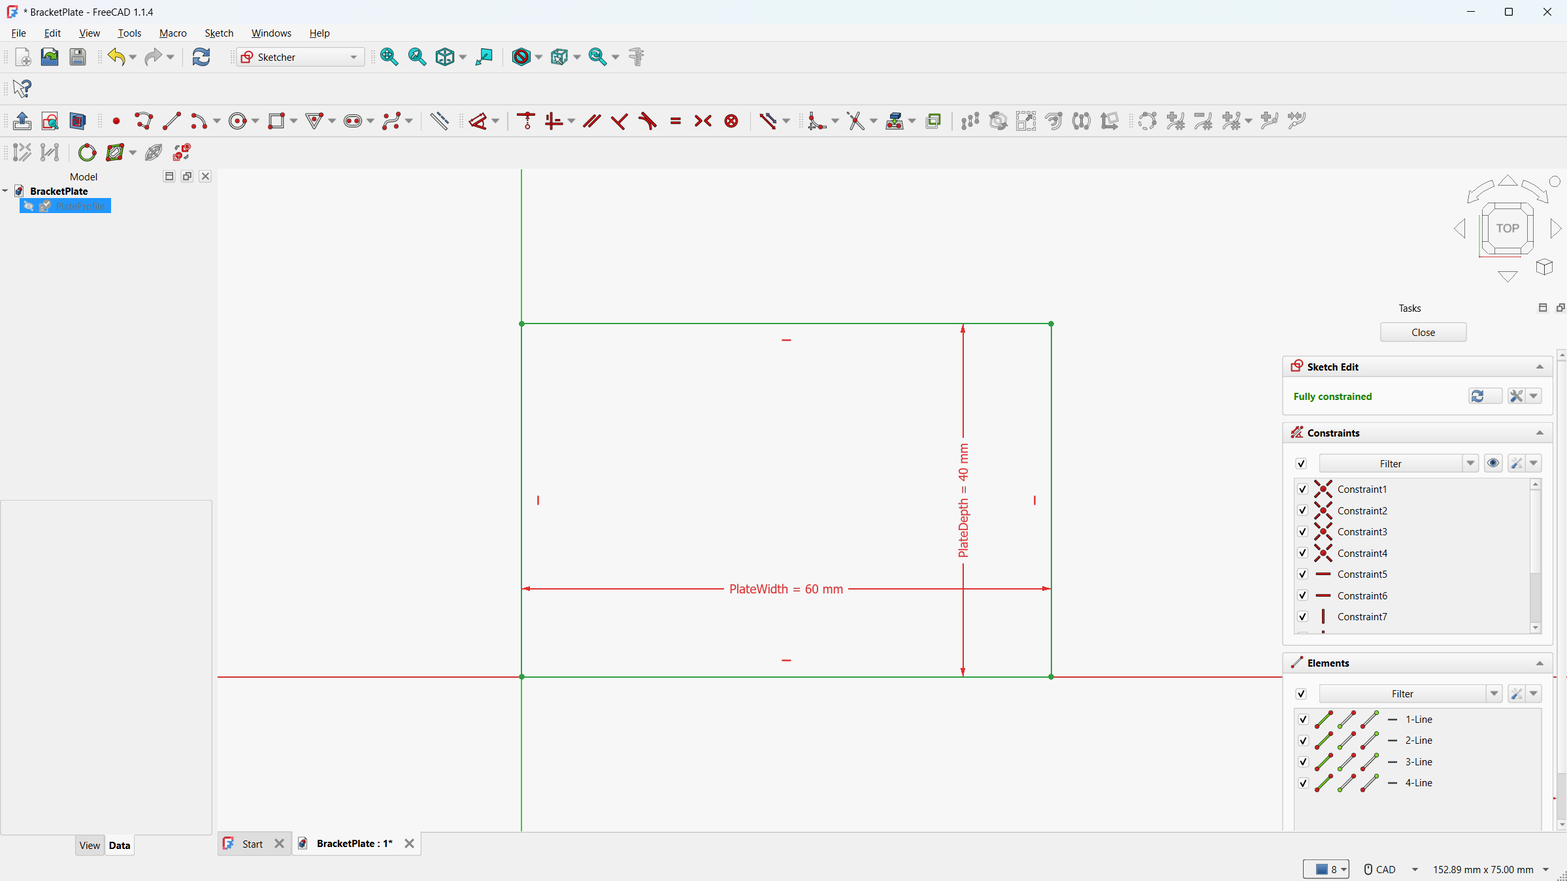 * BracketPlate - FreeCAD 1.1.4
File Edit View Tools Macro Sketch Windows Help
Sketcher
Model
BracketPlate
PlateProfile
TOP
Tasks
Close
Sketch Edit
Fully constrained
Constraints
Filter
Constraint1
Constraint2
Constraint3
Constraint4
Constraint5
Constraint6
Constraint7
Elements
Filter
1-Line
2-Line
3-Line
4-Line
PlateDepth = 40 mm
PlateWidth = 60 mm
View Data
Start
BracketPlate : 1*
8
CAD
152.89 mm x 75.00 mm